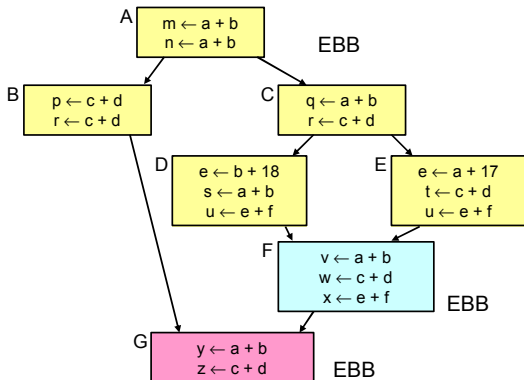 A
m ← a + b
n ← a + b
EBB
B
p ← c + d
r ← c + d
C
q ← a + b
r ← c + d
D
e ← b + 18
s ← a + b
u ← e + f
E
e ← a + 17
t ← c + d
u ← e + f
F
v ← a + b
w ← c + d
x ← e + f
EBB
G
y ← a + b
z ← c + d
EBB